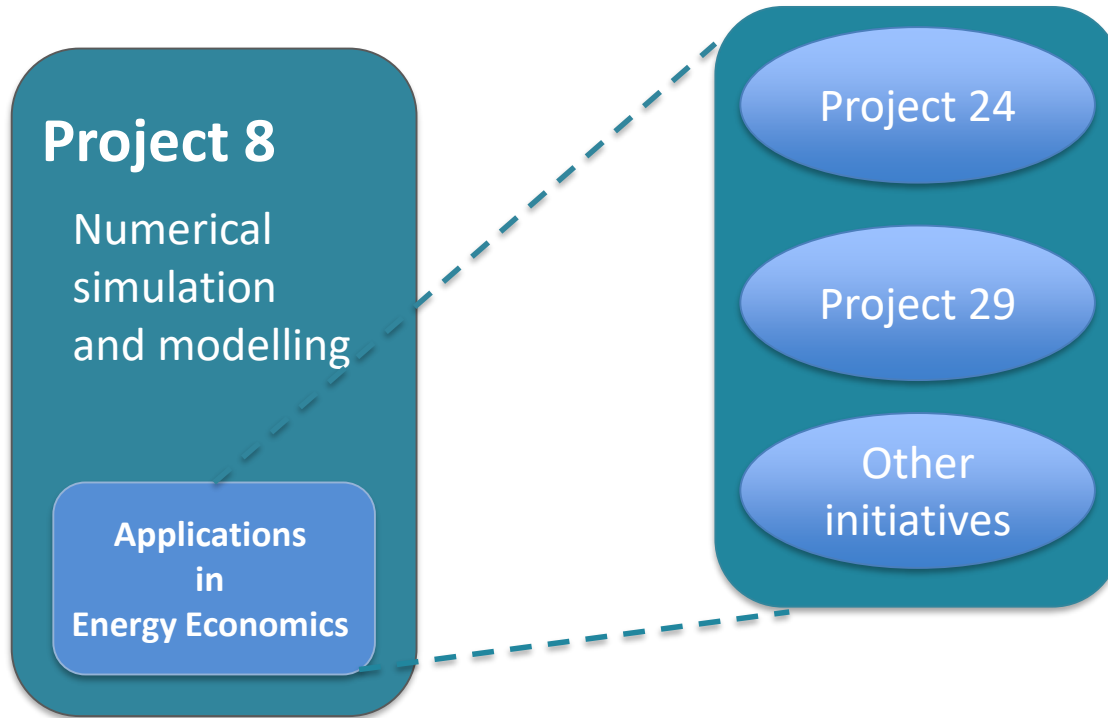 Project 8
Numerical
simulation
and modelling
Applications
in
Energy Economics
Project 24
Project 29
Other
initiatives